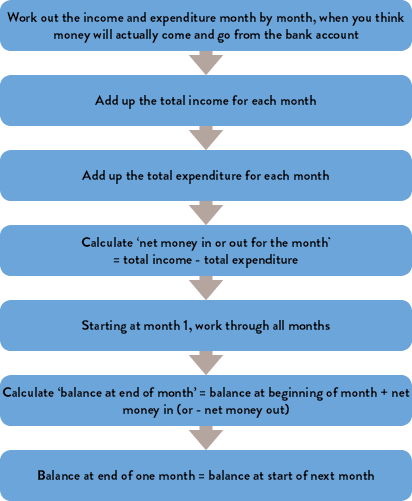 Work out the income and expenditure month by month, when you think
money will actually come and go from the bank account
Add up the total income for each month
Add up the total expenditure for each month
Calculate ‘net money in or out for the month’
= total income - total expenditure
Starting at month 1, work through all months
Calculate ‘balance at end of month’ = balance at beginning of month + net
money in (or - net money out)
Balance at end of one month = balance at start of next month